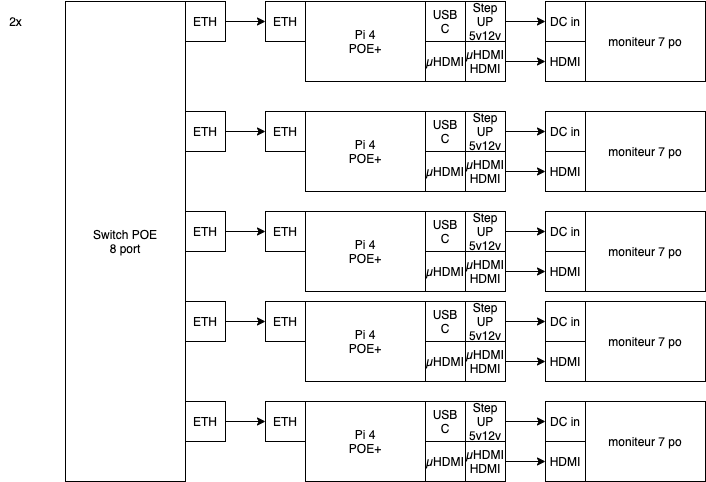 2x
Switch POE
8 port
ETH
ETH
Pi 4
POE+
USB
C
Step
UP
5v12v
µHDMI
µHDMI
HDMI
DC in
HDMI
moniteur 7 po
ETH
ETH
Pi 4
POE+
USB
C
Step
UP
5v12v
µHDMI
µHDMI
HDMI
DC in
HDMI
moniteur 7 po
ETH
ETH
Pi 4
POE+
USB
C
Step
UP
5v12v
µHDMI
µHDMI
HDMI
DC in
HDMI
moniteur 7 po
ETH
ETH
Pi 4
POE+
USB
C
Step
UP
5v12v
µHDMI
µHDMI
HDMI
DC in
HDMI
moniteur 7 po
ETH
ETH
Pi 4
POE+
USB
C
Step
UP
5v12v
µHDMI
µHDMI
HDMI
DC in
HDMI
moniteur 7 po